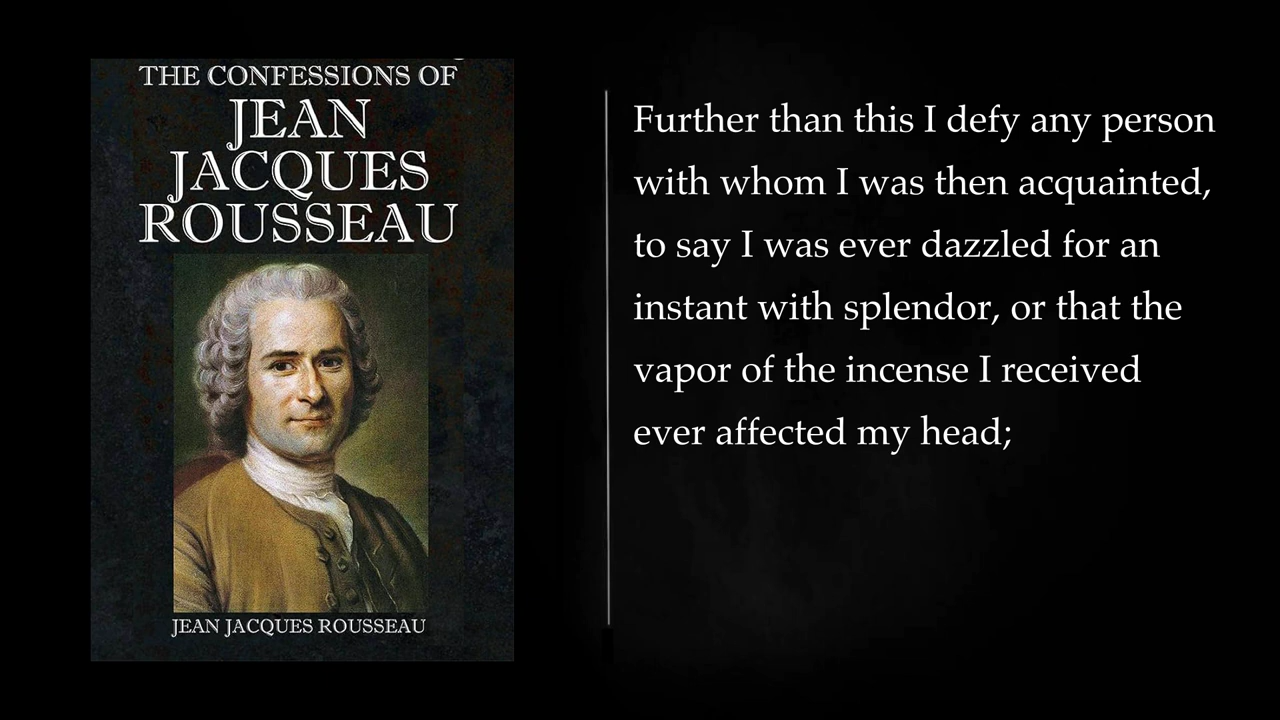 THE CONFESSIONS OF
JEAN
JACQUES
ROUSSEAU
JEAN JACQUES ROUSSEAU
Further than this I defy any person
with whom I was then acquainted,
to say I was ever dazzled for an
instant with splendor, or that the
vapor of the incense I received
ever affected my head;